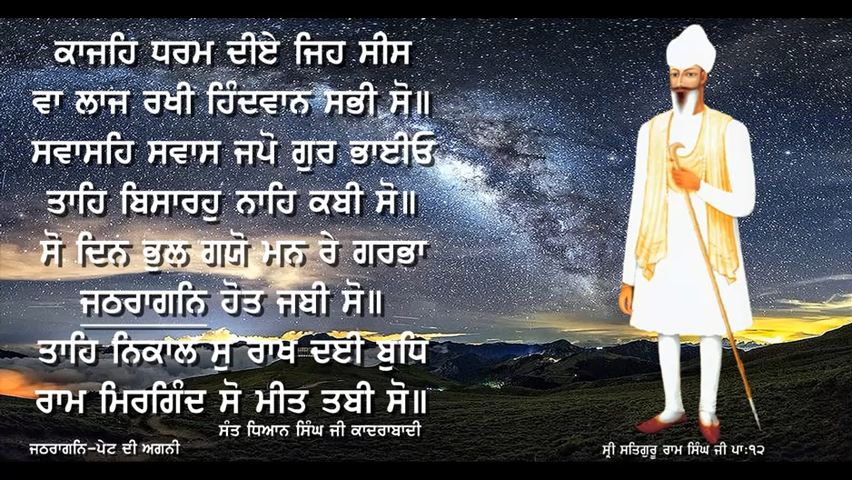 ਕਾਜਹਿ ਧਰਮ ਦੀਏ ਜਿਹ ਸੀਸ
ਵਾ ਲਾਜ ਰਖੀ ਹਿੰਦਵਾਨ ਸਭੀ ਸੋ॥
ਸਵਾਸਹਿ ਸਵਾਸ ਜਪੋ ਗੁਰ ਭਾਈਓ
ਤਾਹਿ ਬਿਸਾਰਹੁ ਨਾਹਿ ਕਬੀ ਸੋ॥
ਸੋ ਦਿਨ ਭੁਲ ਗਯੋ ਮਨ ਰੇ ਗਰਭਾ
ਜਠਰਾਗਨਿ ਹੋਤ ਜਬੀ ਸੋ॥
ਤਾਹਿ ਨਿਕਾਲ ਸੁ ਰਾਖ ਦਈ ਬੁਧਿ
ਰਾਮ ਮਿਰਗਿੰਦ ਸੋ ਮੀਤ ਤਬੀ ਸੋ॥
ਸੰਤ ਧਿਆਨ ਸਿੰਘ ਜੀ ਕਾਦਰਾਬਾਦੀ
ਜਠਰਾਗਨਿ-ਪੇਟ ਦੀ ਅਗਨੀ
ਸ੍ਰੀ ਸਤਿਗੁਰੂ ਰਾਮ ਸਿੰਘ ਜੀ ਪਾ:੧੨